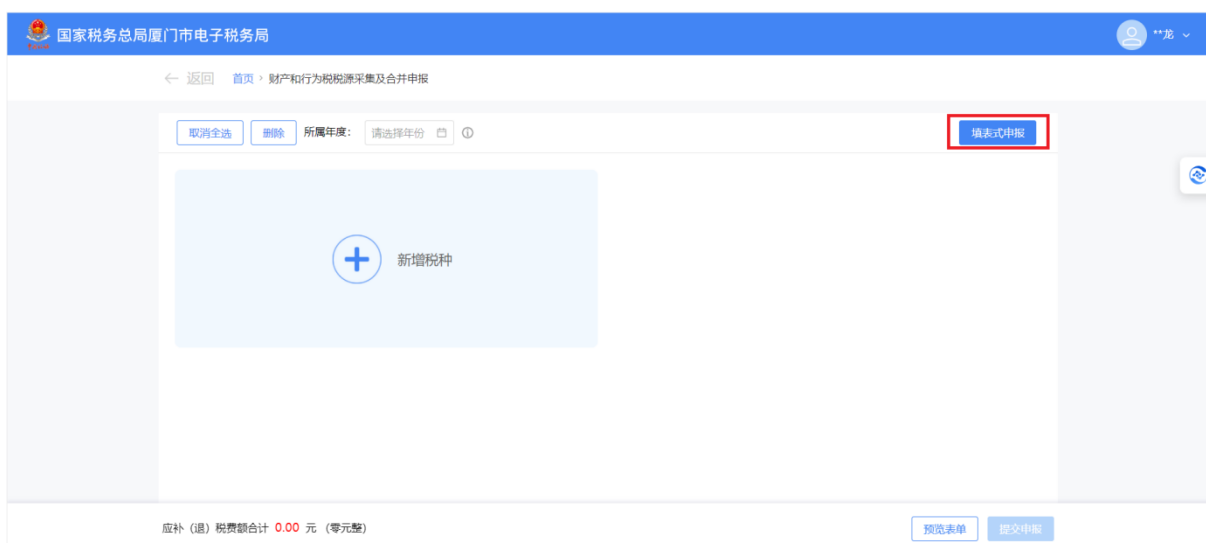 国家税务总局厦门市电子税务局
**龙
← 返回 首页 > 财产和行为税税源采集及合并申报
取消全选 删除 所属年度: 请选择年份 填表式申报
新增税种
应补（退）税费额合计 0.00 元 （零元整） 预览表单 提交申报